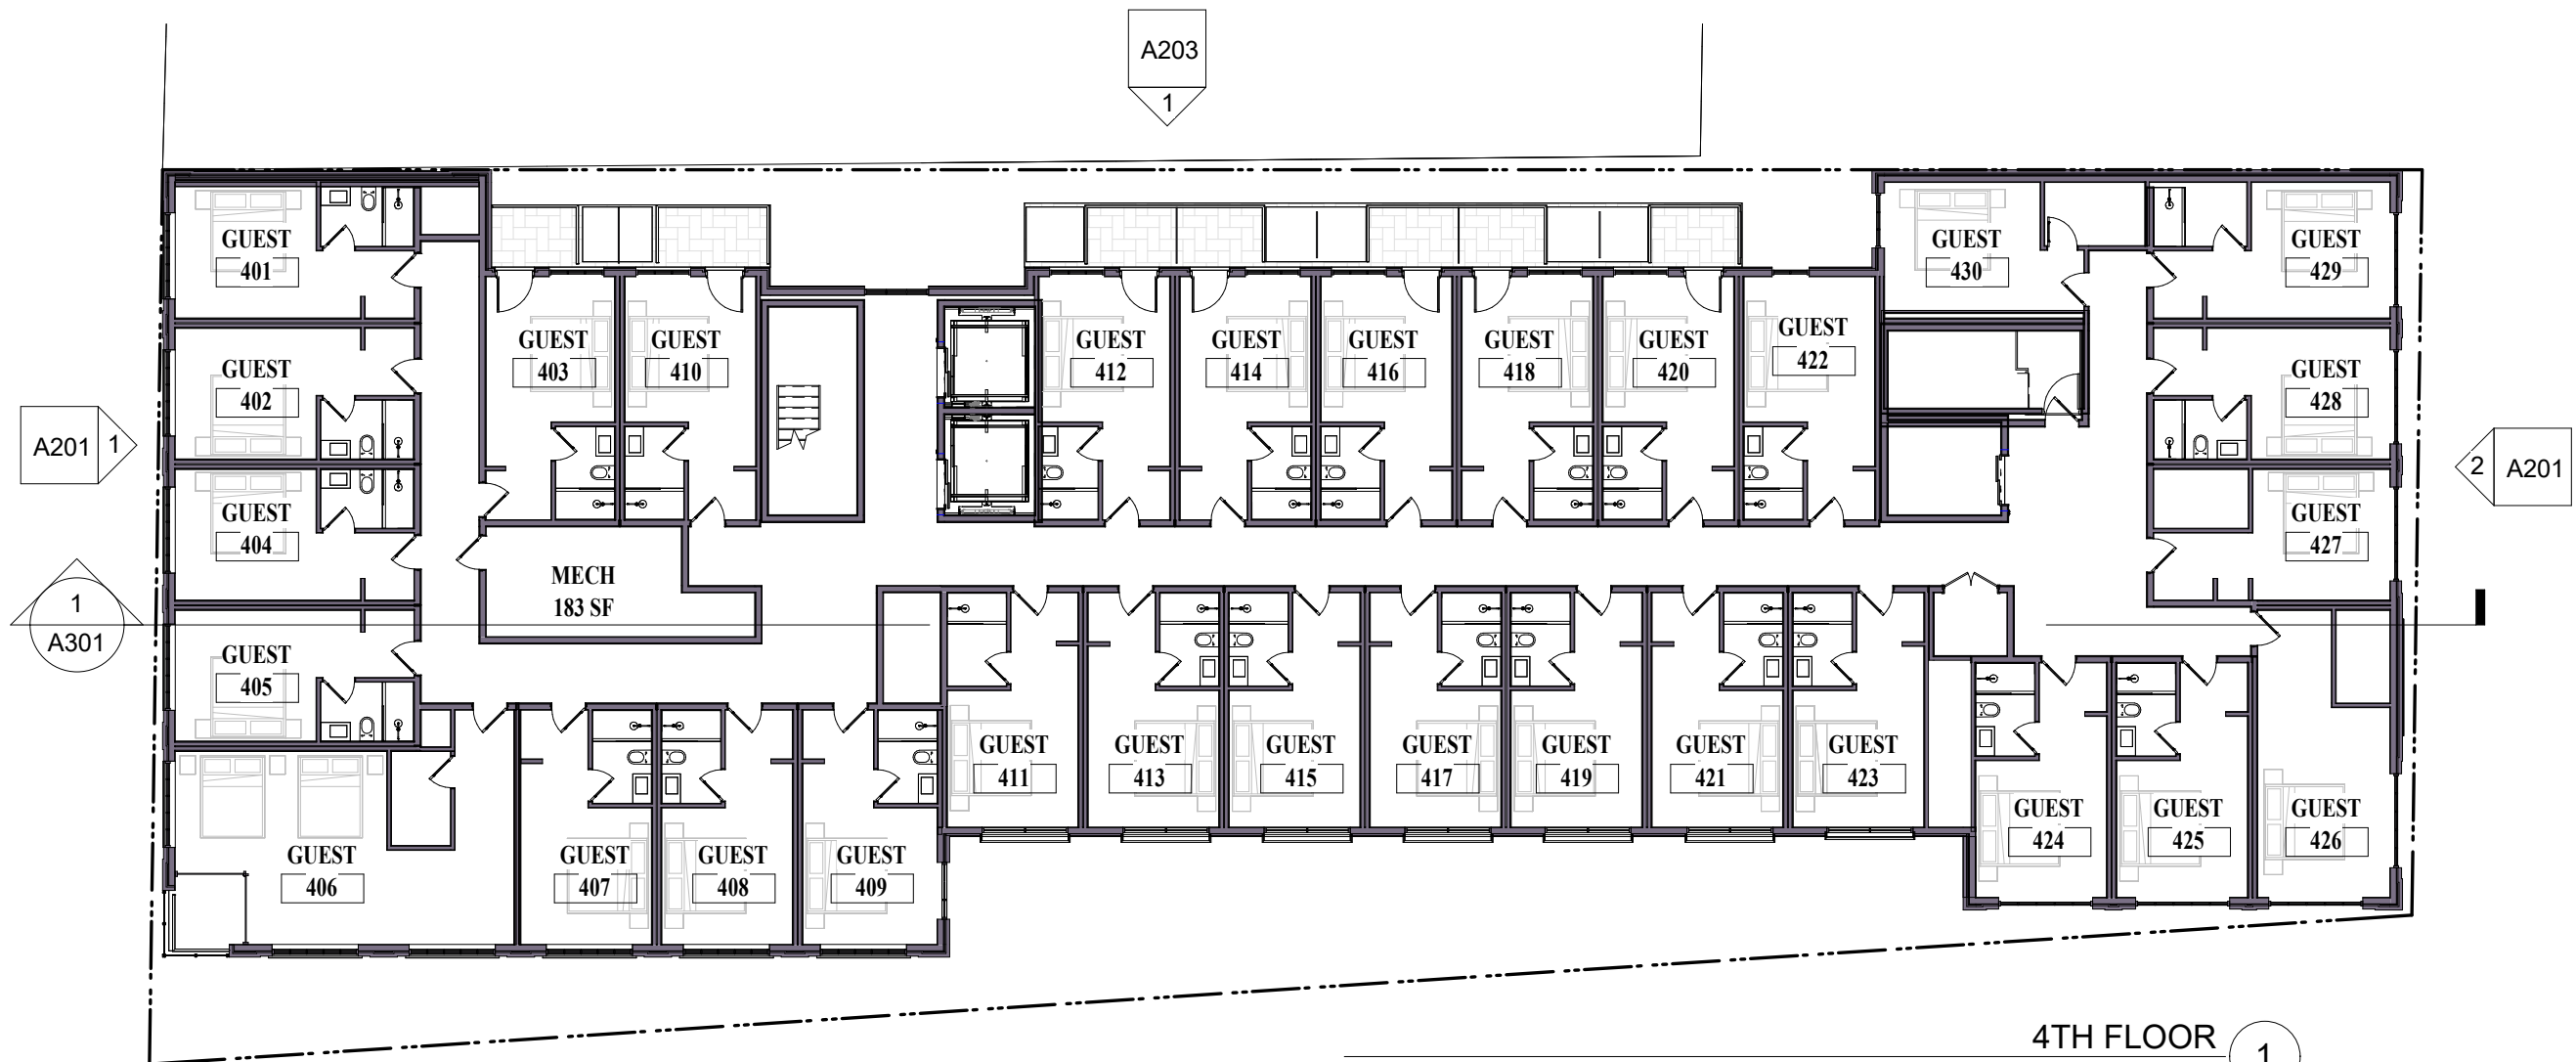 A203
1
GUEST
401
GUEST
430
GUEST
429
GUEST
403
GUEST
410
GUEST
412
GUEST
414
GUEST
416
GUEST
418
GUEST
420
GUEST
422
GUEST
402
GUEST
428
A201 1
2 A201
GUEST
404
GUEST
427
MECH
183 SF
1
A301
GUEST
405
GUEST
411
GUEST
413
GUEST
415
GUEST
417
GUEST
419
GUEST
421
GUEST
423
GUEST
424
GUEST
425
GUEST
426
GUEST
406
GUEST
407
GUEST
408
GUEST
409
4TH FLOOR
1